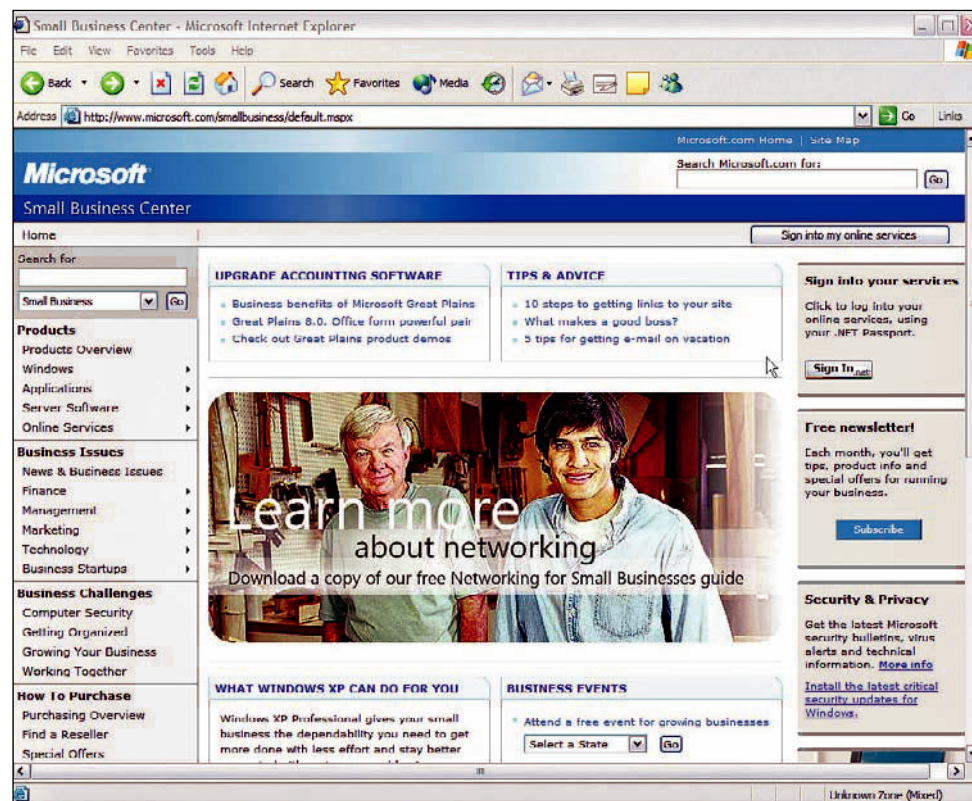 Small Business Center - Microsoft Internet Explorer
File Edit View Favorites Tools Help
Back Search Favorites Media
Address http://www.microsoft.com/smallbusiness/default.mspx Go Links
Microsoft.com Home | Site Map
Microsoft
Search Microsoft.com for:
Go
Small Business Center
Home
Sign into my online services
Search for
Small Business Go
Products
Products Overview
Windows
Applications
Server Software
Online Services
Business Issues
News & Business Issues
Finance
Management
Marketing
Technology
Business Startups
Business Challenges
Computer Security
Getting Organized
Growing Your Business
Working Together
How To Purchase
Purchasing Overview
Find a Reseller
Special Offers
UPGRADE ACCOUNTING SOFTWARE
Business benefits of Microsoft Great Plains
Great Plains 8.0, Office form powerful pair
Check out Great Plains product demos
TIPS & ADVICE
10 steps to getting links to your site
What makes a good boss?
5 tips for getting e-mail on vacation
Learn more
about networking
Download a copy of our free Networking for Small Businesses guide
WHAT WINDOWS XP CAN DO FOR YOU
Windows XP Professional gives your small
business the dependability you need to get
more done with less effort and stay better
BUSINESS EVENTS
Attend a free event for growing businesses
Select a State Go
Sign into your services
Click to log into your
online services, using
your .NET Passport.
Sign In .net
Free newsletter!
Each month, you'll get
tips, product info and
special offers for running
your business.
Subscribe
Security & Privacy
Get the latest Microsoft
security bulletins, virus
alerts and technical
information. More info
Install the latest critical
security updates for
Windows.
Unknown Zone (Mixed)